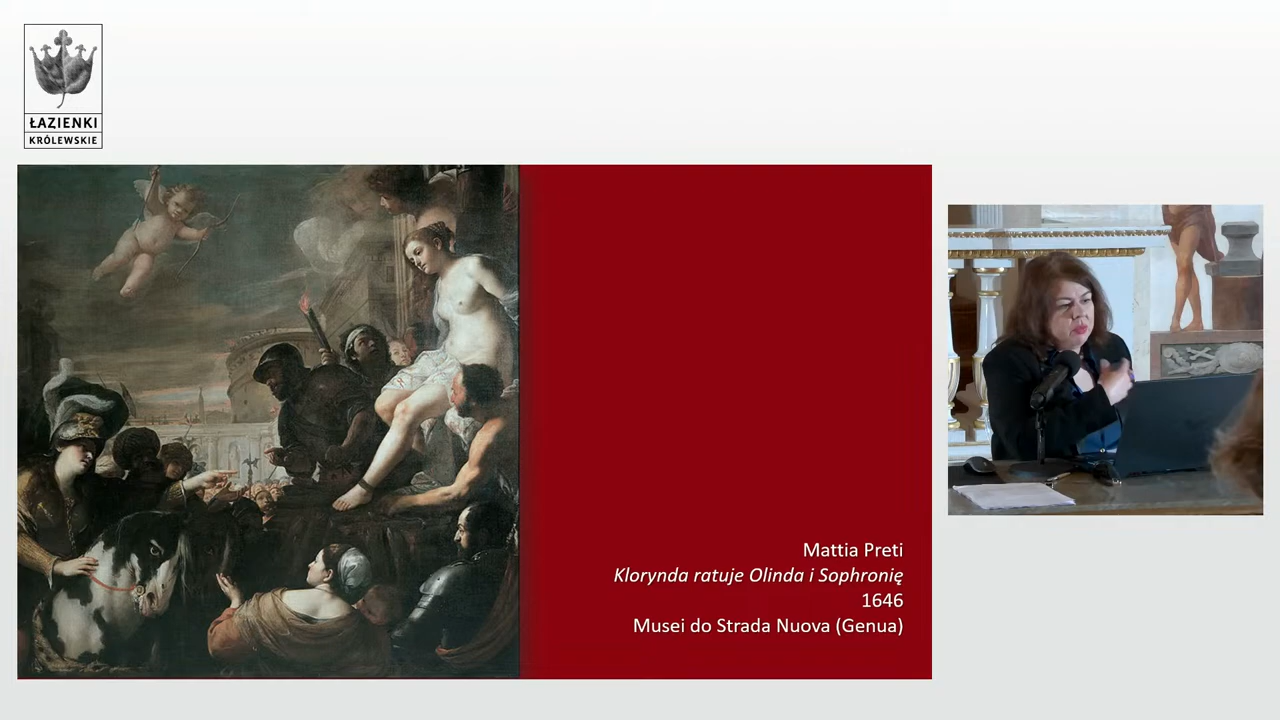 ŁAZIENKI
KRÓLEWSKIE
Mattia Preti
Klorynda ratuje Olinda i Sophronię
1646
Musei do Strada Nuova (Genua)